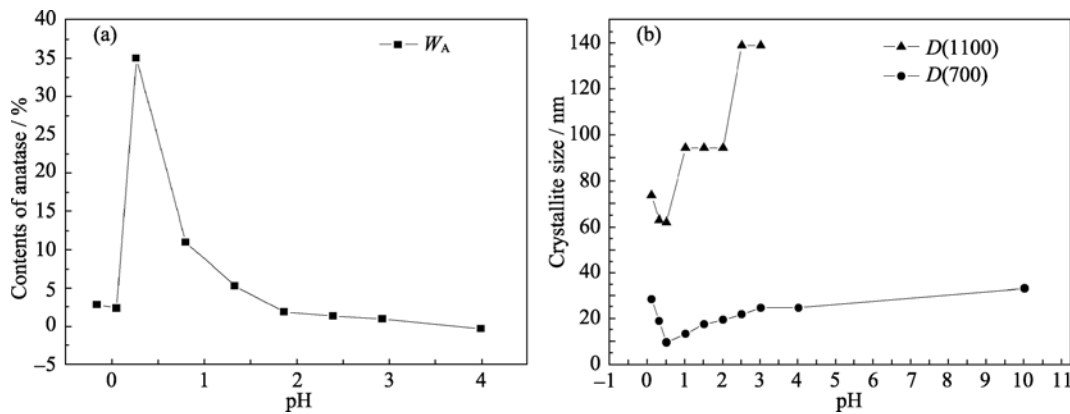 (a)
W_A
Contents of anatase / %
40
35
30
25
20
15
10
5
0
–5
0 1 2 3 4
pH
(b)
D(1100)
D(700)
Crystallite size / nm
140
120
100
80
60
40
20
0
–1 0 1 2 3 4 5 6 7 8 9 10 11
pH